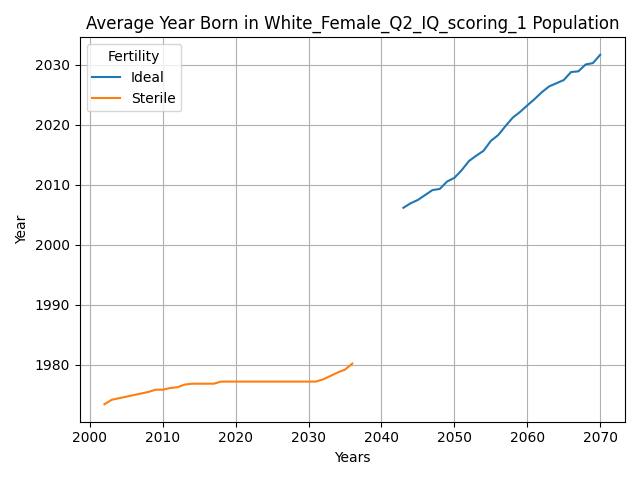 Average Year Born in White_Female_Q2_IQ_scoring_1 Population
Fertility
Ideal
Sterile
Year
2030
2020
2010
2000
1990
1980
2000 2010 2020 2030 2040 2050 2060 2070
Years